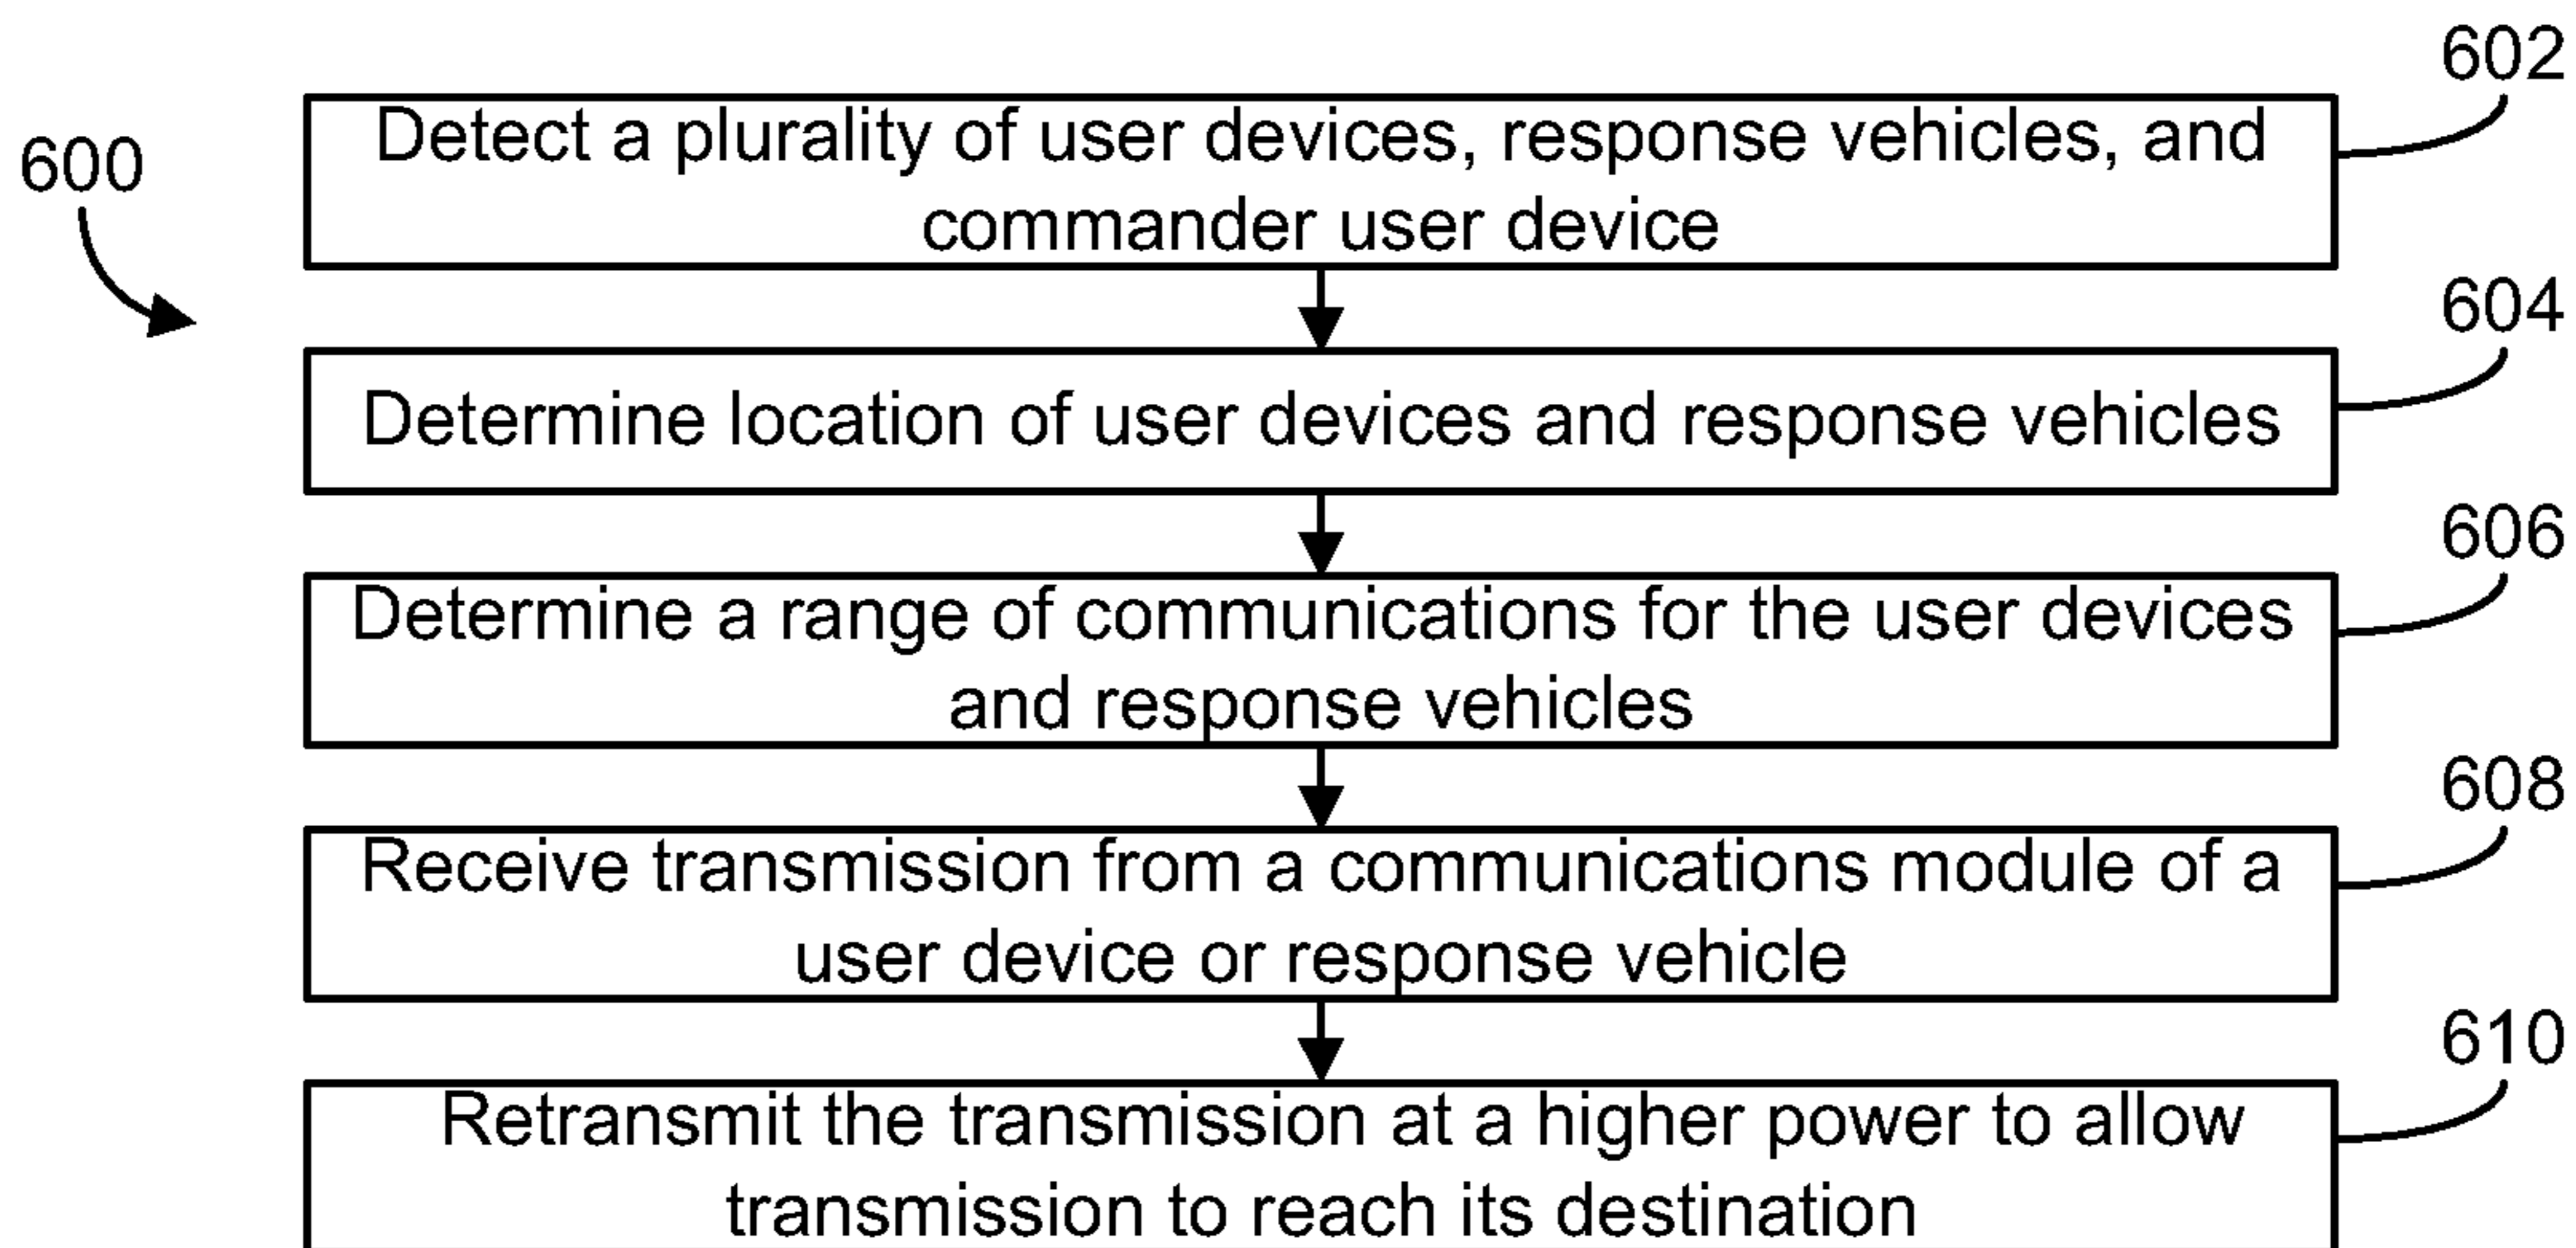 602
Detect a plurality of user devices, response vehicles, and
commander user device
600
604
Determine location of user devices and response vehicles
606
Determine a range of communications for the user devices
and response vehicles
608
Receive transmission from a communications module of a
user device or response vehicle
610
Retransmit the transmission at a higher power to allow
transmission to reach its destination